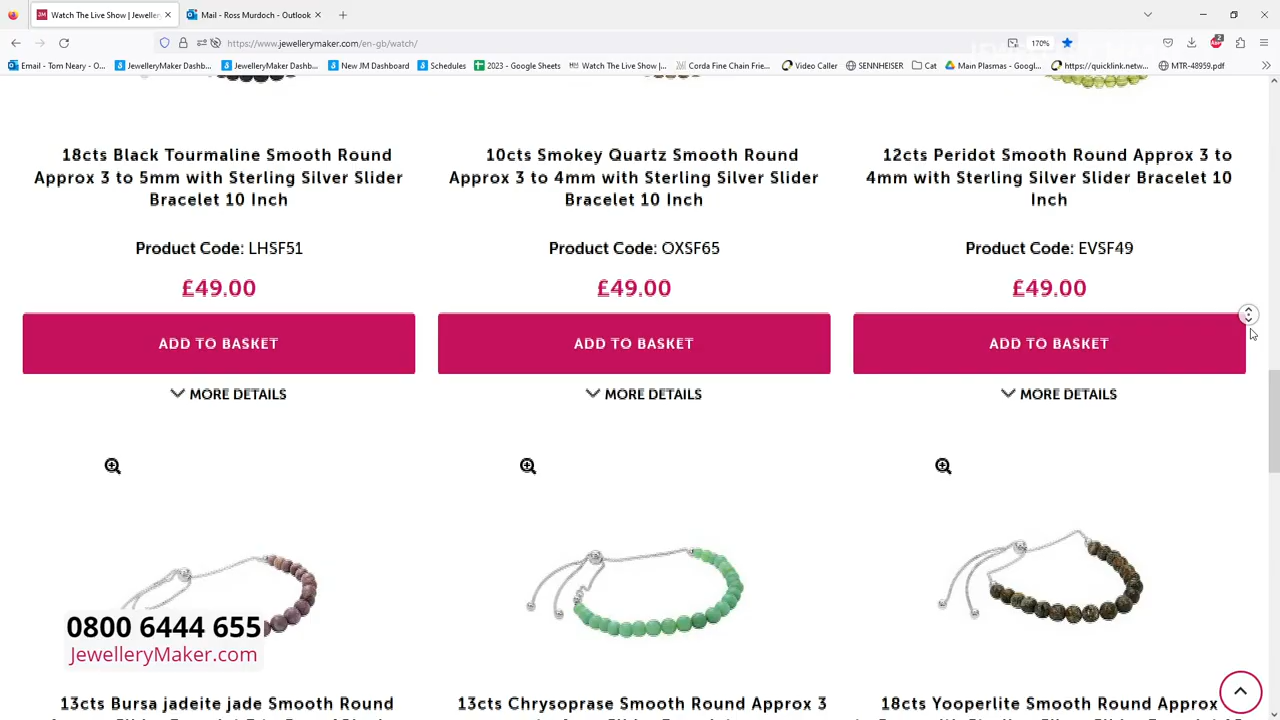 Watch The Live Show | Jeweller
Mail - Ross Murdoch - Outlook
https://www.jewellerymaker.com/en-gb/watch/
170%
2
Email - Tom Neary - O...
JewelleryMaker Dashb...
JewelleryMaker Dashb...
New JM Dashboard
Schedules
2023 - Google Sheets
Watch The Live Show |...
Corda Fine Chain Frie...
Video Caller
SENNHEISER
Cat
Main Plasmas - Googl...
https://quicklink.netw...
MTR-48959.pdf
18cts Black Tourmaline Smooth Round
Approx 3 to 5mm with Sterling Silver Slider
Bracelet 10 Inch
Product Code: LHSF51
£49.00
ADD TO BASKET
MORE DETAILS
10cts Smokey Quartz Smooth Round
Approx 3 to 4mm with Sterling Silver Slider
Bracelet 10 Inch
Product Code: OXSF65
£49.00
ADD TO BASKET
MORE DETAILS
12cts Peridot Smooth Round Approx 3 to
4mm with Sterling Silver Slider Bracelet 10
Inch
Product Code: EVSF49
£49.00
ADD TO BASKET
MORE DETAILS
0800 6444 655
JewelleryMaker.com
13cts Bursa jadeite jade Smooth Round
13cts Chrysoprase Smooth Round Approx 3
18cts Yooperlite Smooth Round Approx